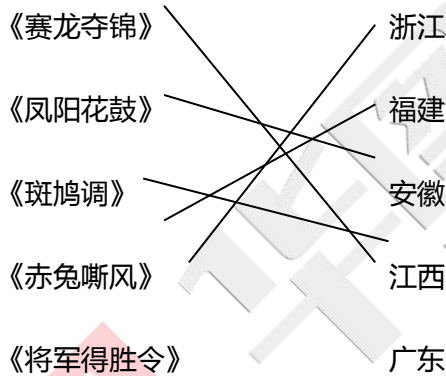 《赛龙夺锦》 浙江
《凤阳花鼓》 福建
《斑鸠调》 安徽
《赤兔嘶风》 江西
《将军得胜令》 广东